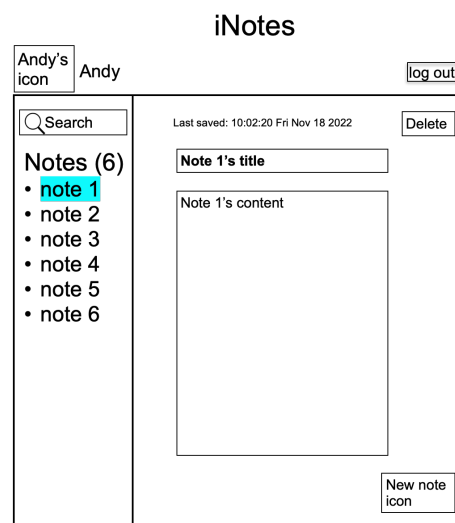 iNotes
Andy's
icon
Andy
log out
Search
Last saved: 10:02:20 Fri Nov 18 2022
Delete
Notes (6)
• note 1
• note 2
• note 3
• note 4
• note 5
• note 6
Note 1's title
Note 1's content
New note
icon